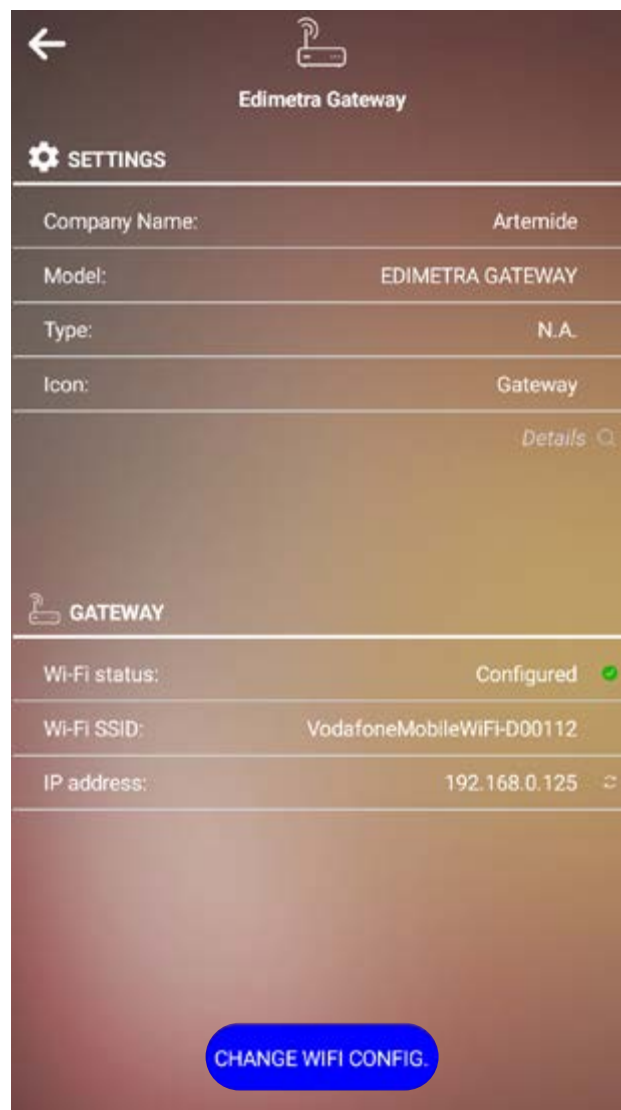 Edimetra Gateway
SETTINGS
Company Name: Artemide
Model: EDIMETRA GATEWAY
Type: N.A.
Icon: Gateway
Details
GATEWAY
Wi-Fi status: Configured
Wi-Fi SSID: VodafoneMobileWiFi-D00112
IP address: 192.168.0.125
CHANGE WIFI CONFIG.